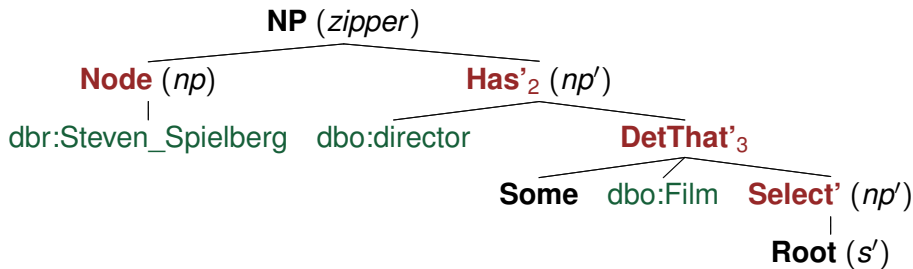 NP (zipper)
Node (np) Has'₂ (np′)
dbr:Steven_Spielberg dbo:director DetThat'₃
Some dbo:Film Select' (np′)
Root (s′)